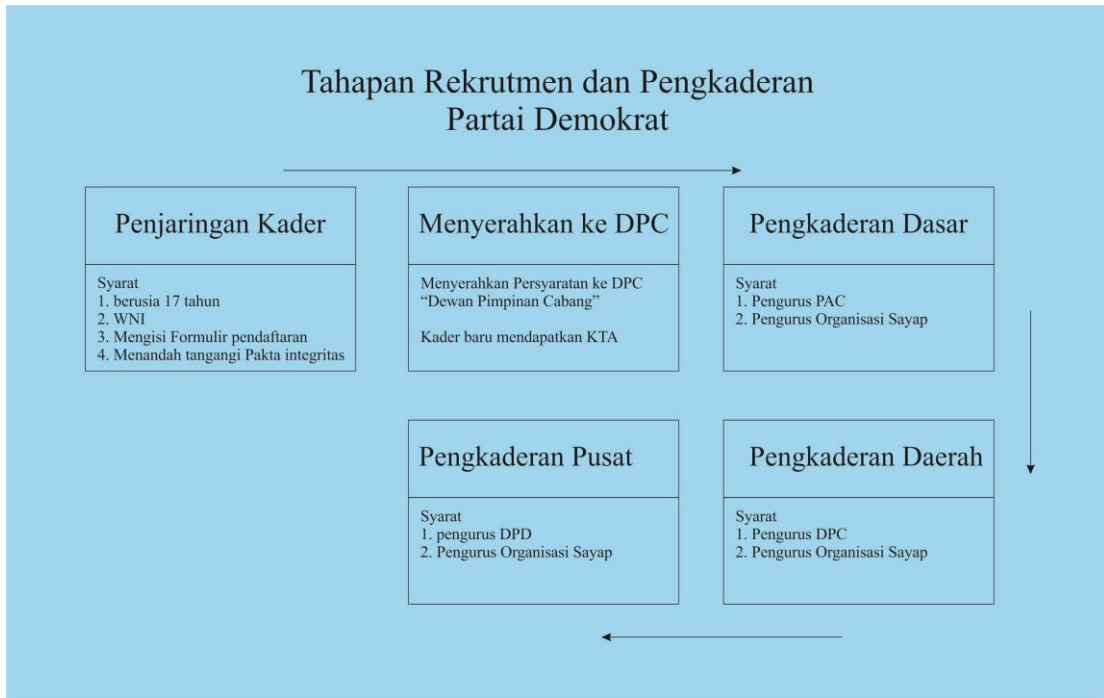 Tahapan Rekrutmen dan Pengkaderan
Partai Demokrat
Penjaringan Kader
Syarat
1. berusia 17 tahun
2. WNI
3. Mengisi Formulir pendaftaran
4. Menandah tangangi Pakta integritas
Menyerahkan ke DPC
Menyerahkan Persyaratan ke DPC
“Dewan Pimpinan Cabang”
Kader baru mendapatkan KTA
Pengkaderan Dasar
Syarat
1. Pengurus PAC
2. Pengurus Organisasi Sayap
Pengkaderan Daerah
Syarat
1. Pengurus DPC
2. Pengurus Organisasi Sayap
Pengkaderan Pusat
Syarat
1. pengurus DPD
2. Pengurus Organisasi Sayap